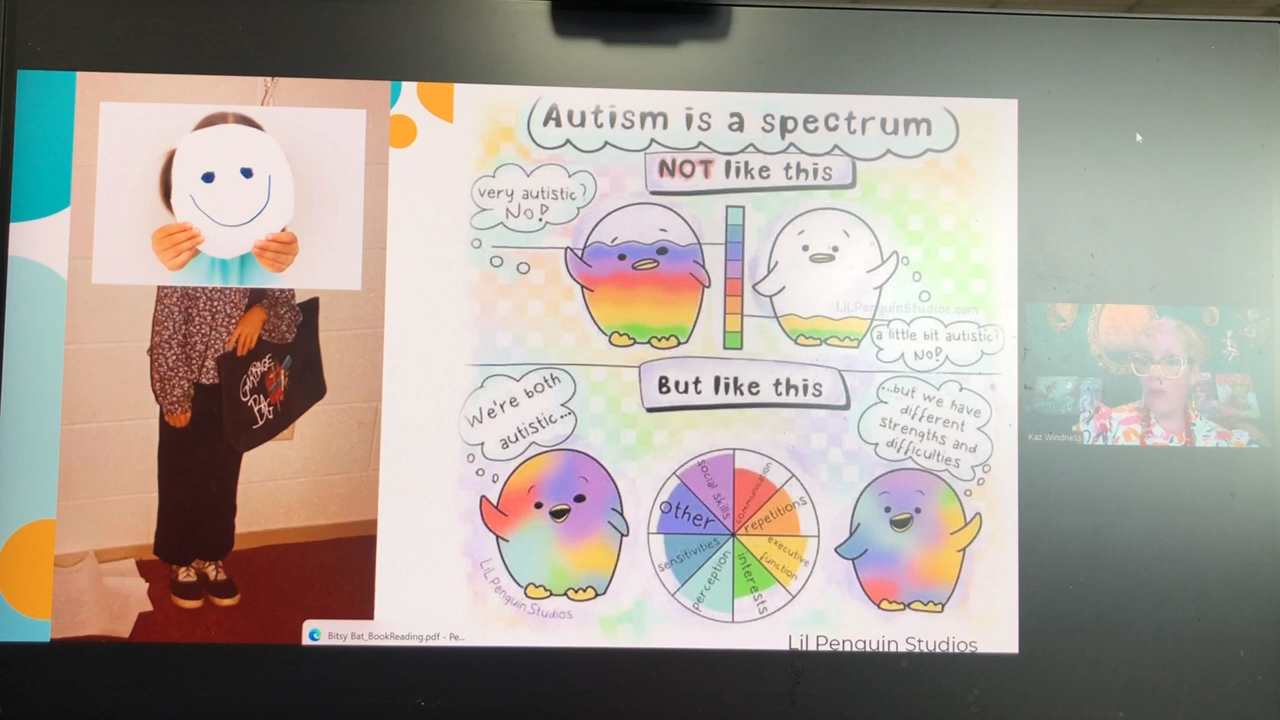 Autism is a spectrum
NOT like this
very autistic?
No!
LiLPenguinStudios.com
a little bit autistic?
No!
But like this
We're both
autistic...
...but we have
different
strengths and
difficulties
social skills
communication
repetitions
executive
function
interests
perception
sensitivities
other
LiL Penguin Studios
GARBAGE
BAG
Kaz Windness
Bitsy Bat_BookReading.pdf - Pe...
Lil Penguin Studios